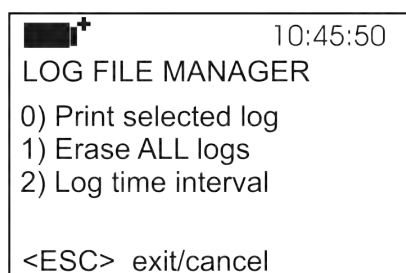 10:45:50
LOG FILE MANAGER
0) Print selected log
1) Erase ALL logs
2) Log time interval
<ESC> exit/cancel